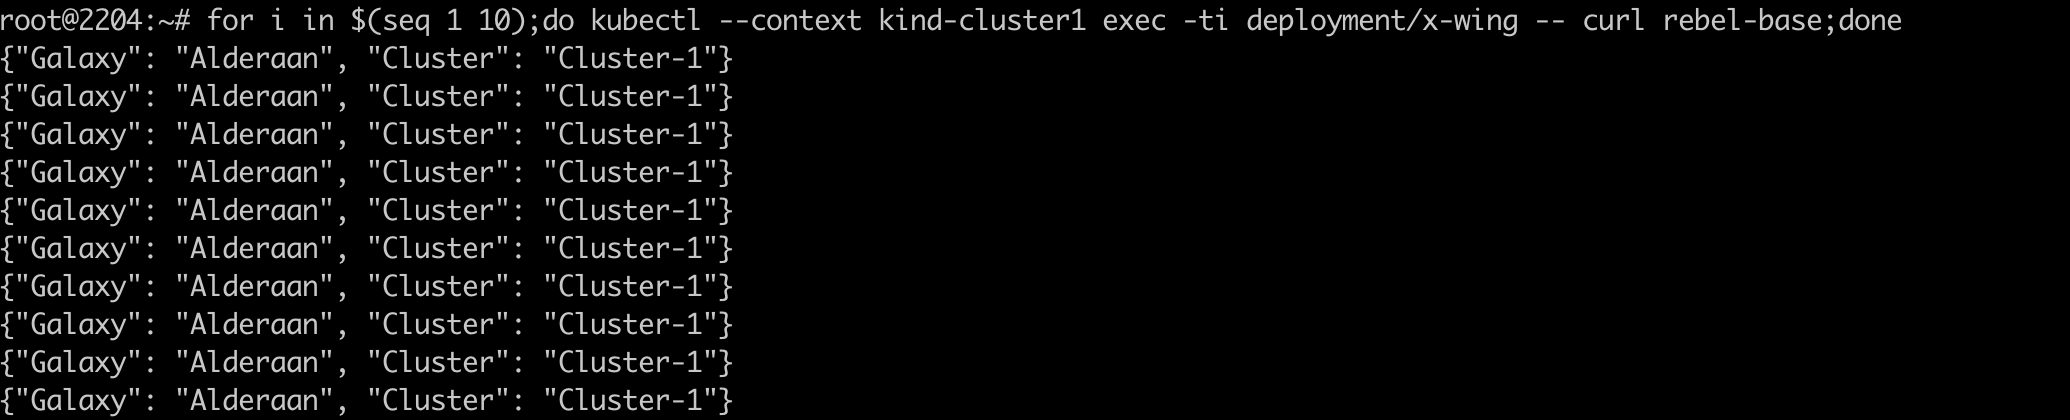 root@2204:~# for i in $(seq 1 10);do kubectl --context kind-cluster1 exec -ti deployment/x-wing -- curl rebel-base;done
{"Galaxy": "Alderaan", "Cluster": "Cluster-1"}
{"Galaxy": "Alderaan", "Cluster": "Cluster-1"}
{"Galaxy": "Alderaan", "Cluster": "Cluster-1"}
{"Galaxy": "Alderaan", "Cluster": "Cluster-1"}
{"Galaxy": "Alderaan", "Cluster": "Cluster-1"}
{"Galaxy": "Alderaan", "Cluster": "Cluster-1"}
{"Galaxy": "Alderaan", "Cluster": "Cluster-1"}
{"Galaxy": "Alderaan", "Cluster": "Cluster-1"}
{"Galaxy": "Alderaan", "Cluster": "Cluster-1"}
{"Galaxy": "Alderaan", "Cluster": "Cluster-1"}